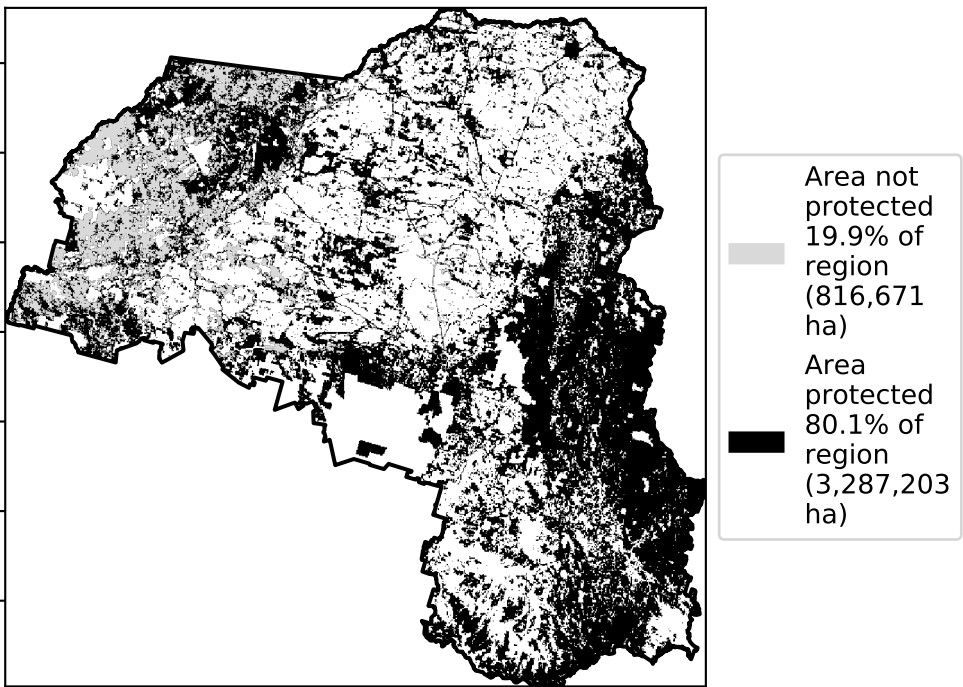 Area not
protected
19.9% of
region
(816,671
ha)
Area
protected
80.1% of
region
(3,287,203
ha)